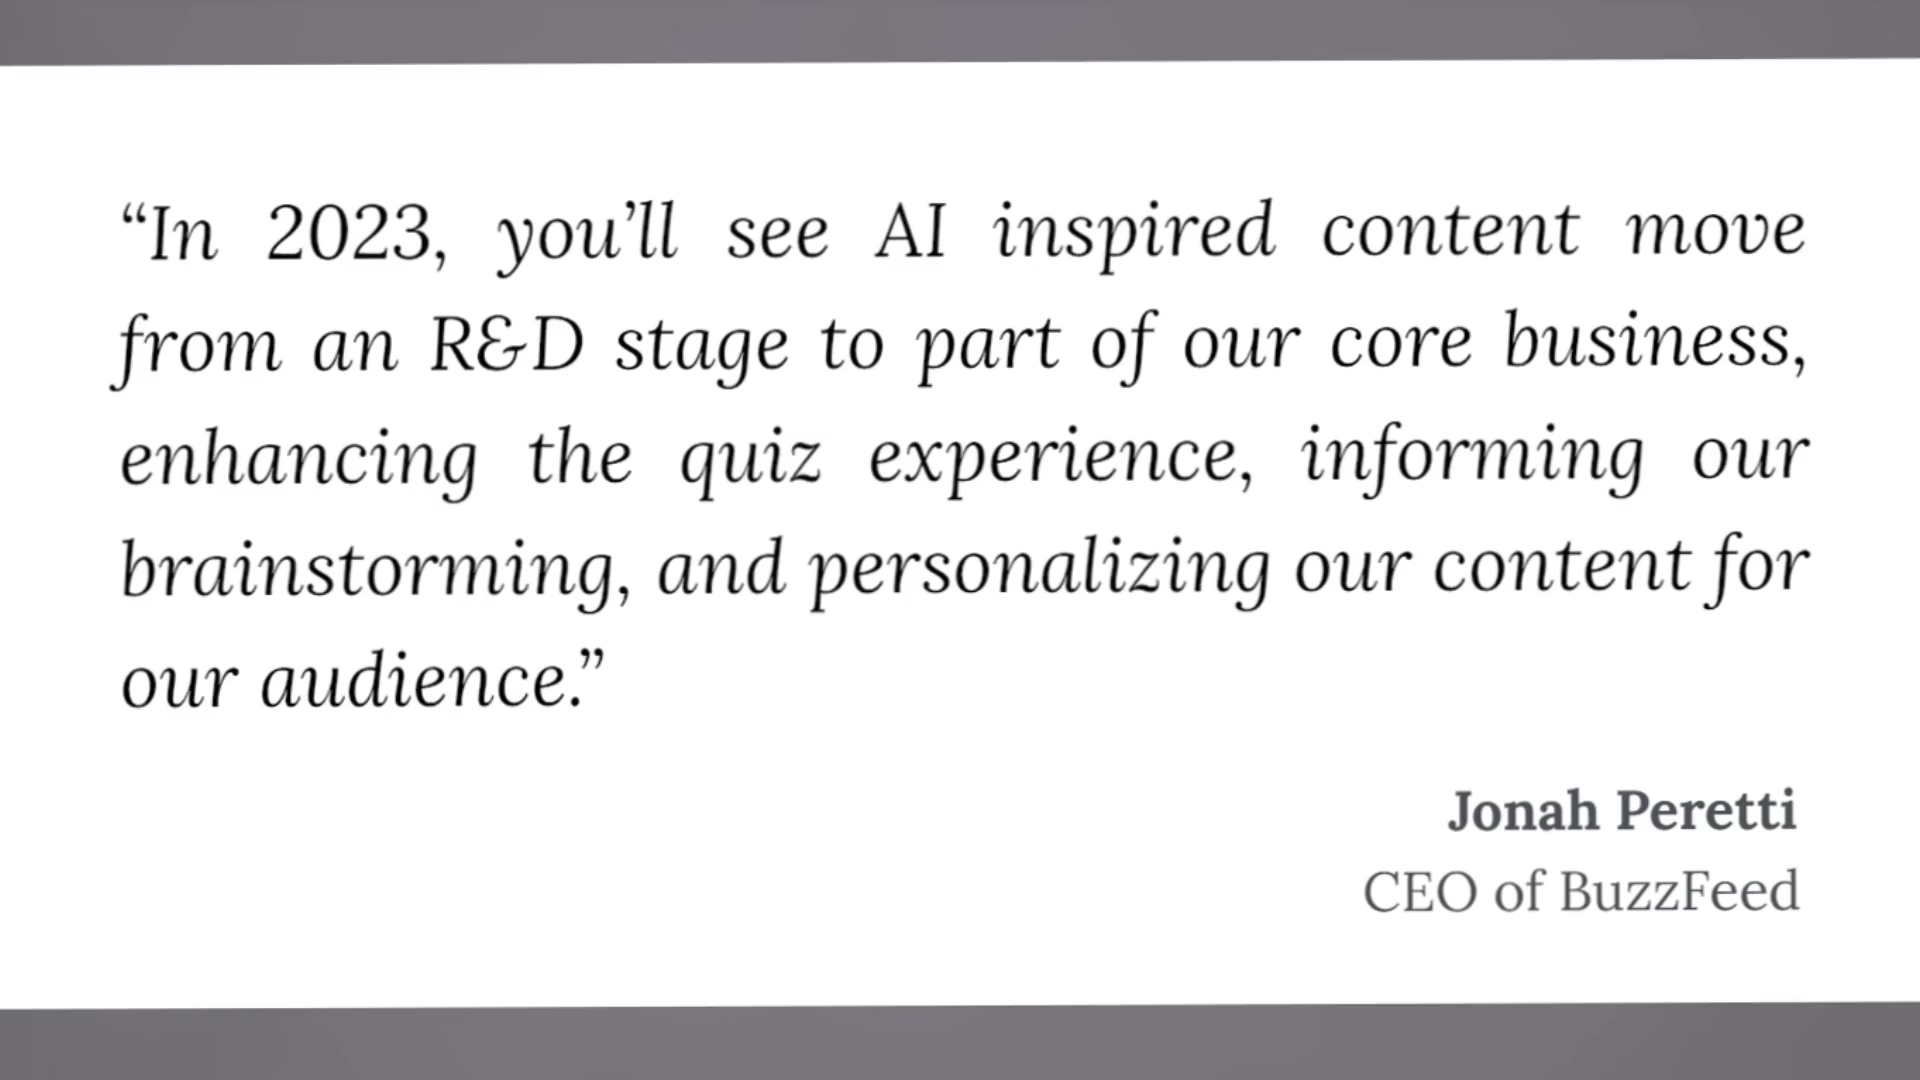 “In 2023, you’ll see AI inspired content move
from an R&D stage to part of our core business,
enhancing the quiz experience, informing our
brainstorming, and personalizing our content for
our audience.”
Jonah Peretti
CEO of BuzzFeed